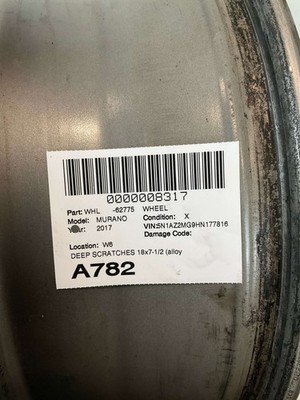 0000008317
Part: WHL -62775 WHEEL
Model: MURANO Condition: X
Year: 2017 VIN:5N1AZ2MG9HN177816
Damage Code:
Location: W6
DEEP SCRATCHES 18x7-1/2 (alloy
A782